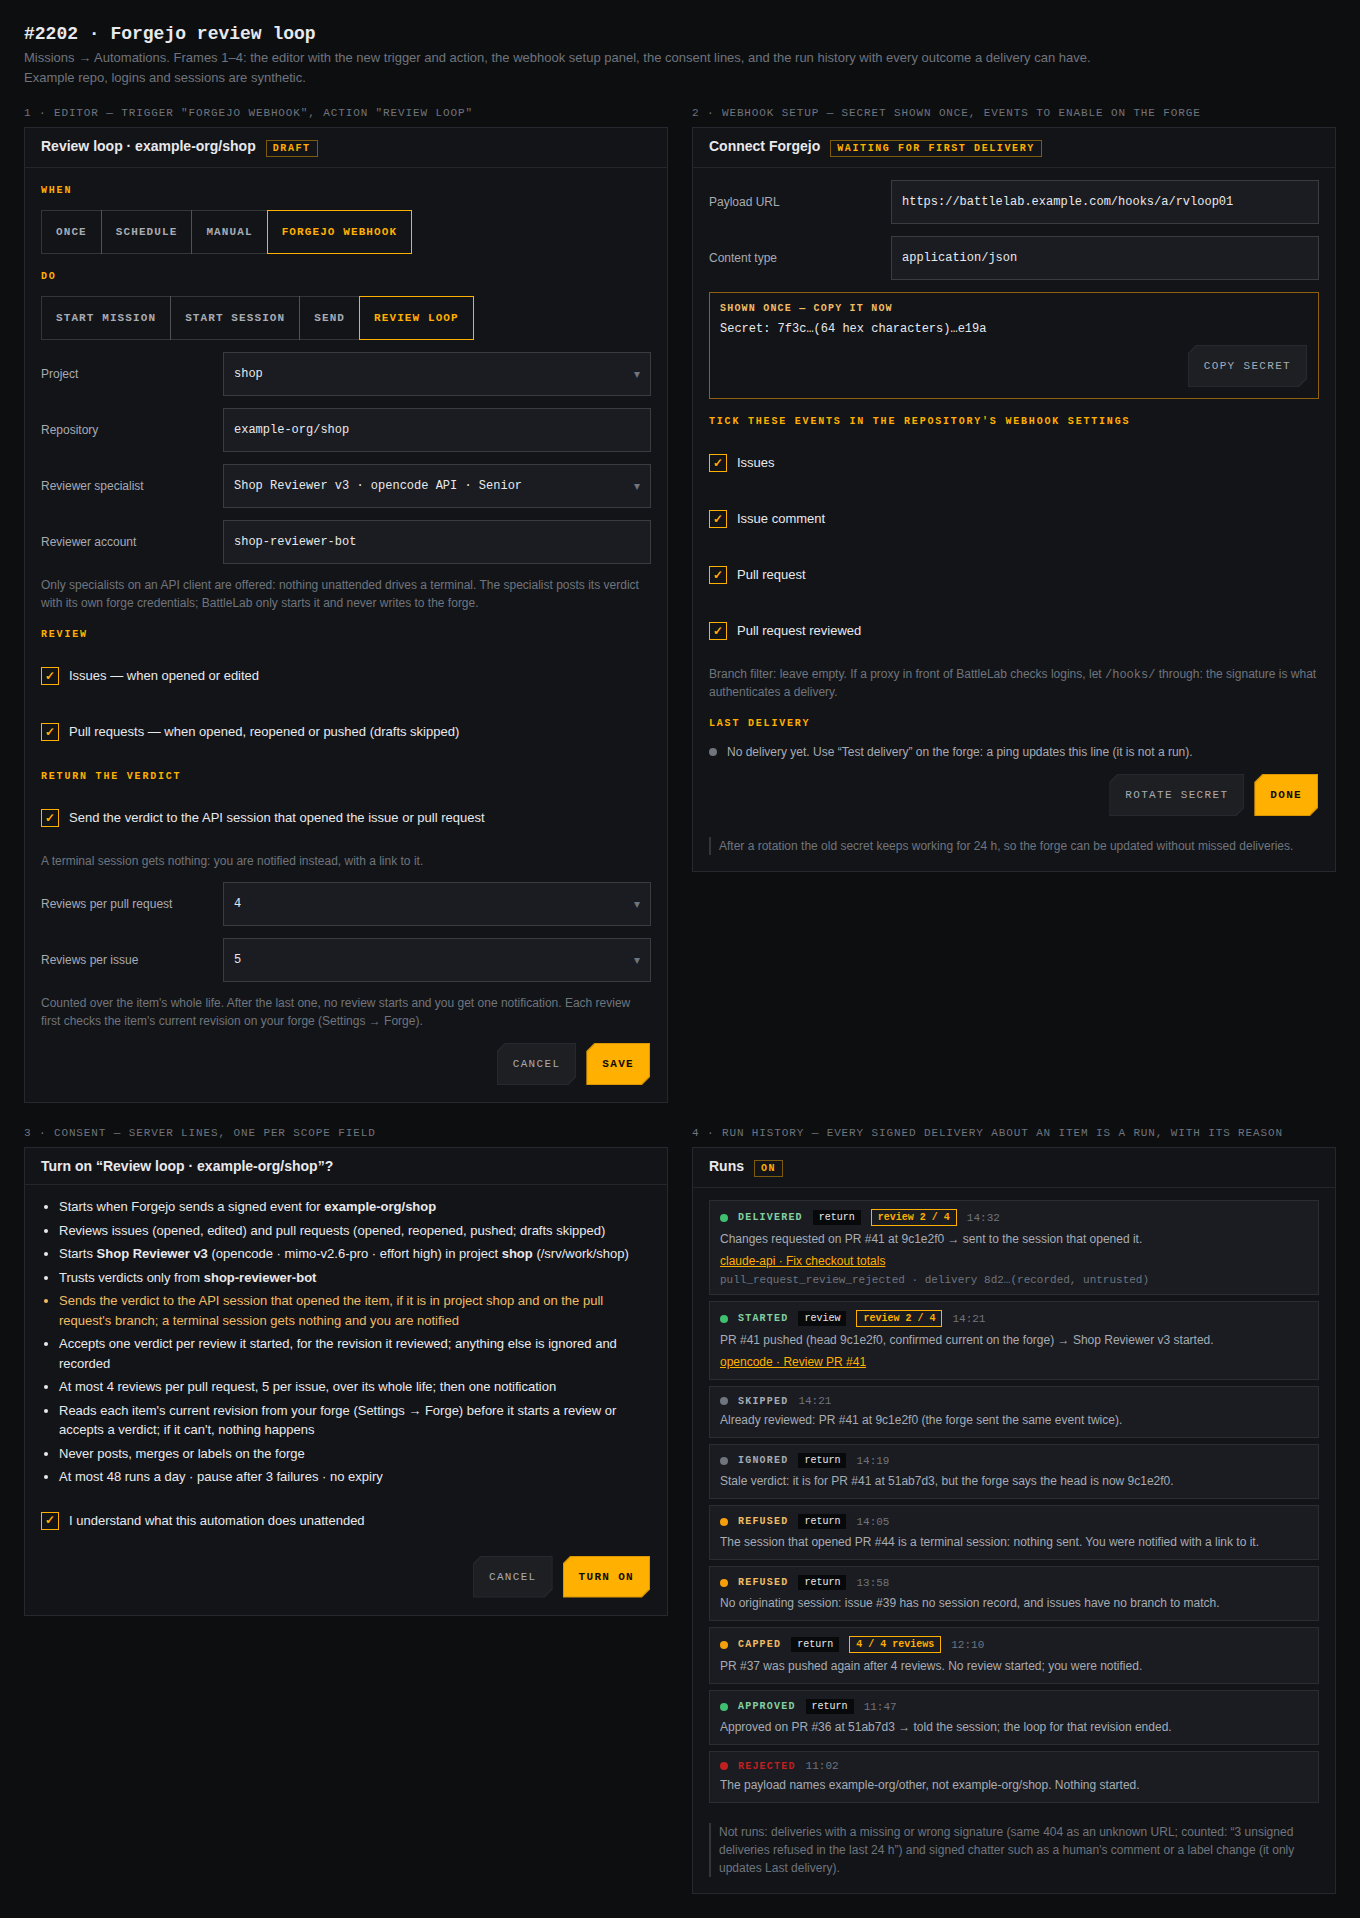 #2202 · Forgejo review loop
Missions → Automations. Frames 1–4: the editor with the new trigger and action, the webhook setup panel, the consent lines, and the run history with every outcome a delivery can have.
Example repo, logins and sessions are synthetic.
1 · EDITOR — TRIGGER "FORGEJO WEBHOOK", ACTION "REVIEW LOOP"
Review loop · example-org/shop DRAFT
WHEN
ONCE SCHEDULE MANUAL FORGEJO WEBHOOK
DO
START MISSION START SESSION SEND REVIEW LOOP
Project shop ▾
Repository example-org/shop
Reviewer specialist Shop Reviewer v3 · opencode API · Senior ▾
Reviewer account shop-reviewer-bot
Only specialists on an API client are offered: nothing unattended drives a terminal. The specialist posts its verdict
with its own forge credentials; BattleLab only starts it and never writes to the forge.
REVIEW
✓ Issues — when opened or edited
✓ Pull requests — when opened, reopened or pushed (drafts skipped)
RETURN THE VERDICT
✓ Send the verdict to the API session that opened the issue or pull request
A terminal session gets nothing: you are notified instead, with a link to it.
Reviews per pull request 4 ▾
Reviews per issue 5 ▾
Counted over the item's whole life. After the last one, no review starts and you get one notification. Each review
first checks the item's current revision on your forge (Settings → Forge).
CANCEL SAVE
2 · WEBHOOK SETUP — SECRET SHOWN ONCE, EVENTS TO ENABLE ON THE FORGE
Connect Forgejo WAITING FOR FIRST DELIVERY
Payload URL https://battlelab.example.com/hooks/a/rvloop01
Content type application/json
SHOWN ONCE — COPY IT NOW
Secret: 7f3c…(64 hex characters)…e19a
COPY SECRET
TICK THESE EVENTS IN THE REPOSITORY'S WEBHOOK SETTINGS
✓ Issues
✓ Issue comment
✓ Pull request
✓ Pull request reviewed
Branch filter: leave empty. If a proxy in front of BattleLab checks logins, let /hooks/ through: the signature is what
authenticates a delivery.
LAST DELIVERY
No delivery yet. Use “Test delivery” on the forge: a ping updates this line (it is not a run).
ROTATE SECRET DONE
After a rotation the old secret keeps working for 24 h, so the forge can be updated without missed deliveries.
3 · CONSENT — SERVER LINES, ONE PER SCOPE FIELD
Turn on “Review loop · example-org/shop”?
• Starts when Forgejo sends a signed event for example-org/shop
• Reviews issues (opened, edited) and pull requests (opened, reopened, pushed; drafts skipped)
• Starts Shop Reviewer v3 (opencode · mimo-v2.6-pro · effort high) in project shop (/srv/work/shop)
• Trusts verdicts only from shop-reviewer-bot
• Sends the verdict to the API session that opened the item, if it is in project shop and on the pull
request's branch; a terminal session gets nothing and you are notified
• Accepts one verdict per review it started, for the revision it reviewed; anything else is ignored and
recorded
• At most 4 reviews per pull request, 5 per issue, over its whole life; then one notification
• Reads each item's current revision from your forge (Settings → Forge) before it starts a review or
accepts a verdict; if it can't, nothing happens
• Never posts, merges or labels on the forge
• At most 48 runs a day · pause after 3 failures · no expiry
✓ I understand what this automation does unattended
CANCEL TURN ON
4 · RUN HISTORY — EVERY SIGNED DELIVERY ABOUT AN ITEM IS A RUN, WITH ITS REASON
Runs ON
DELIVERED return review 2 / 4 14:32
Changes requested on PR #41 at 9c1e2f0 → sent to the session that opened it.
claude-api · Fix checkout totals
pull_request_review_rejected · delivery 8d2…(recorded, untrusted)
STARTED review review 2 / 4 14:21
PR #41 pushed (head 9c1e2f0, confirmed current on the forge) → Shop Reviewer v3 started.
opencode · Review PR #41
SKIPPED 14:21
Already reviewed: PR #41 at 9c1e2f0 (the forge sent the same event twice).
IGNORED return 14:19
Stale verdict: it is for PR #41 at 51ab7d3, but the forge says the head is now 9c1e2f0.
REFUSED return 14:05
The session that opened PR #44 is a terminal session: nothing sent. You were notified with a link to it.
REFUSED return 13:58
No originating session: issue #39 has no session record, and issues have no branch to match.
CAPPED return 4 / 4 reviews 12:10
PR #37 was pushed again after 4 reviews. No review started; you were notified.
APPROVED return 11:47
Approved on PR #36 at 51ab7d3 → told the session; the loop for that revision ended.
REJECTED 11:02
The payload names example-org/other, not example-org/shop. Nothing started.
Not runs: deliveries with a missing or wrong signature (same 404 as an unknown URL; counted: “3 unsigned
deliveries refused in the last 24 h”) and signed chatter such as a human's comment or a label change (it only
updates Last delivery).